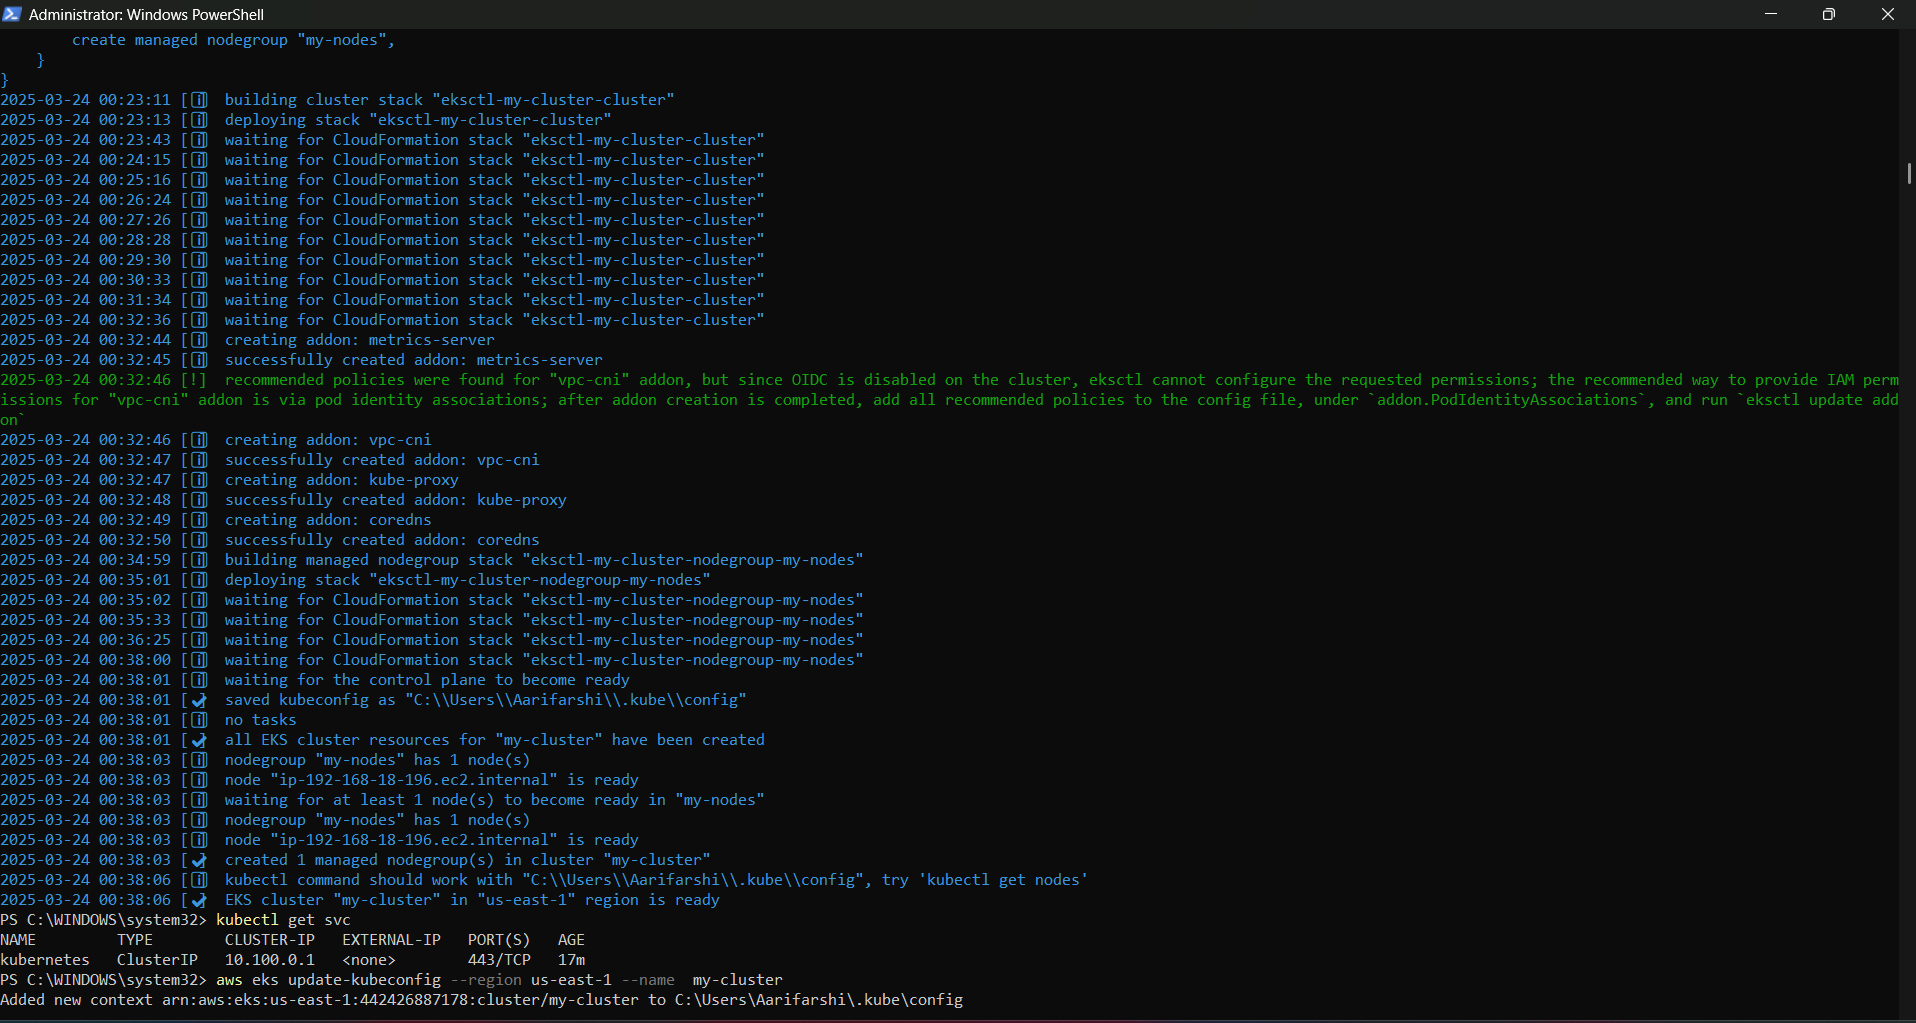 Administrator: Windows PowerShell
        create managed nodegroup "my-nodes",
    }
}
2025-03-24 00:23:11 [ℹ]  building cluster stack "eksctl-my-cluster-cluster"
2025-03-24 00:23:13 [ℹ]  deploying stack "eksctl-my-cluster-cluster"
2025-03-24 00:23:43 [ℹ]  waiting for CloudFormation stack "eksctl-my-cluster-cluster"
2025-03-24 00:24:15 [ℹ]  waiting for CloudFormation stack "eksctl-my-cluster-cluster"
2025-03-24 00:25:16 [ℹ]  waiting for CloudFormation stack "eksctl-my-cluster-cluster"
2025-03-24 00:26:24 [ℹ]  waiting for CloudFormation stack "eksctl-my-cluster-cluster"
2025-03-24 00:27:26 [ℹ]  waiting for CloudFormation stack "eksctl-my-cluster-cluster"
2025-03-24 00:28:28 [ℹ]  waiting for CloudFormation stack "eksctl-my-cluster-cluster"
2025-03-24 00:29:30 [ℹ]  waiting for CloudFormation stack "eksctl-my-cluster-cluster"
2025-03-24 00:30:33 [ℹ]  waiting for CloudFormation stack "eksctl-my-cluster-cluster"
2025-03-24 00:31:34 [ℹ]  waiting for CloudFormation stack "eksctl-my-cluster-cluster"
2025-03-24 00:32:36 [ℹ]  waiting for CloudFormation stack "eksctl-my-cluster-cluster"
2025-03-24 00:32:44 [ℹ]  creating addon: metrics-server
2025-03-24 00:32:45 [ℹ]  successfully created addon: metrics-server
2025-03-24 00:32:46 [!]  recommended policies were found for "vpc-cni" addon, but since OIDC is disabled on the cluster, eksctl cannot configure the requested permissions; the recommended way to provide IAM perm
issions for "vpc-cni" addon is via pod identity associations; after addon creation is completed, add all recommended policies to the config file, under `addon.PodIdentityAssociations`, and run `eksctl update add
on`
2025-03-24 00:32:46 [ℹ]  creating addon: vpc-cni
2025-03-24 00:32:47 [ℹ]  successfully created addon: vpc-cni
2025-03-24 00:32:47 [ℹ]  creating addon: kube-proxy
2025-03-24 00:32:48 [ℹ]  successfully created addon: kube-proxy
2025-03-24 00:32:49 [ℹ]  creating addon: coredns
2025-03-24 00:32:50 [ℹ]  successfully created addon: coredns
2025-03-24 00:34:59 [ℹ]  building managed nodegroup stack "eksctl-my-cluster-nodegroup-my-nodes"
2025-03-24 00:35:01 [ℹ]  deploying stack "eksctl-my-cluster-nodegroup-my-nodes"
2025-03-24 00:35:02 [ℹ]  waiting for CloudFormation stack "eksctl-my-cluster-nodegroup-my-nodes"
2025-03-24 00:35:33 [ℹ]  waiting for CloudFormation stack "eksctl-my-cluster-nodegroup-my-nodes"
2025-03-24 00:36:25 [ℹ]  waiting for CloudFormation stack "eksctl-my-cluster-nodegroup-my-nodes"
2025-03-24 00:38:00 [ℹ]  waiting for CloudFormation stack "eksctl-my-cluster-nodegroup-my-nodes"
2025-03-24 00:38:01 [ℹ]  waiting for the control plane to become ready
2025-03-24 00:38:01 [✔]  saved kubeconfig as "C:\\Users\\Aarifarshi\\.kube\\config"
2025-03-24 00:38:01 [ℹ]  no tasks
2025-03-24 00:38:01 [✔]  all EKS cluster resources for "my-cluster" have been created
2025-03-24 00:38:03 [ℹ]  nodegroup "my-nodes" has 1 node(s)
2025-03-24 00:38:03 [ℹ]  node "ip-192-168-18-196.ec2.internal" is ready
2025-03-24 00:38:03 [ℹ]  waiting for at least 1 node(s) to become ready in "my-nodes"
2025-03-24 00:38:03 [ℹ]  nodegroup "my-nodes" has 1 node(s)
2025-03-24 00:38:03 [ℹ]  node "ip-192-168-18-196.ec2.internal" is ready
2025-03-24 00:38:03 [✔]  created 1 managed nodegroup(s) in cluster "my-cluster"
2025-03-24 00:38:06 [ℹ]  kubectl command should work with "C:\\Users\\Aarifarshi\\.kube\\config", try 'kubectl get nodes'
2025-03-24 00:38:06 [✔]  EKS cluster "my-cluster" in "us-east-1" region is ready
PS C:\WINDOWS\system32> kubectl get svc
NAME         TYPE        CLUSTER-IP   EXTERNAL-IP   PORT(S)   AGE
kubernetes   ClusterIP   10.100.0.1   <none>        443/TCP   17m
PS C:\WINDOWS\system32> aws eks update-kubeconfig --region us-east-1 --name  my-cluster
Added new context arn:aws:eks:us-east-1:442426887178:cluster/my-cluster to C:\Users\Aarifarshi\.kube\config